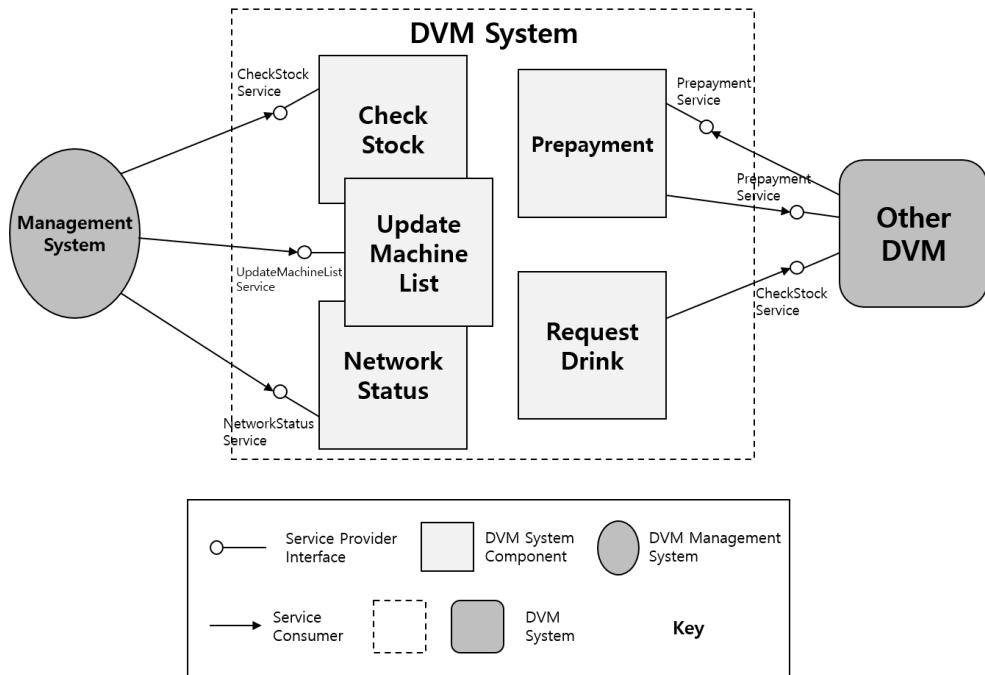 DVM System
CheckStock
Service
Check
Stock
Prepayment
Service
Prepayment
Management
System
Update
Machine
List
UpdateMachineList
Service
Prepayment
Service
Other
DVM
Network
Status
NetworkStatus
Service
Request
Drink
CheckStock
Service
Service Provider
Interface
DVM System
Component
DVM Management
System
Service
Consumer
DVM
System
Key